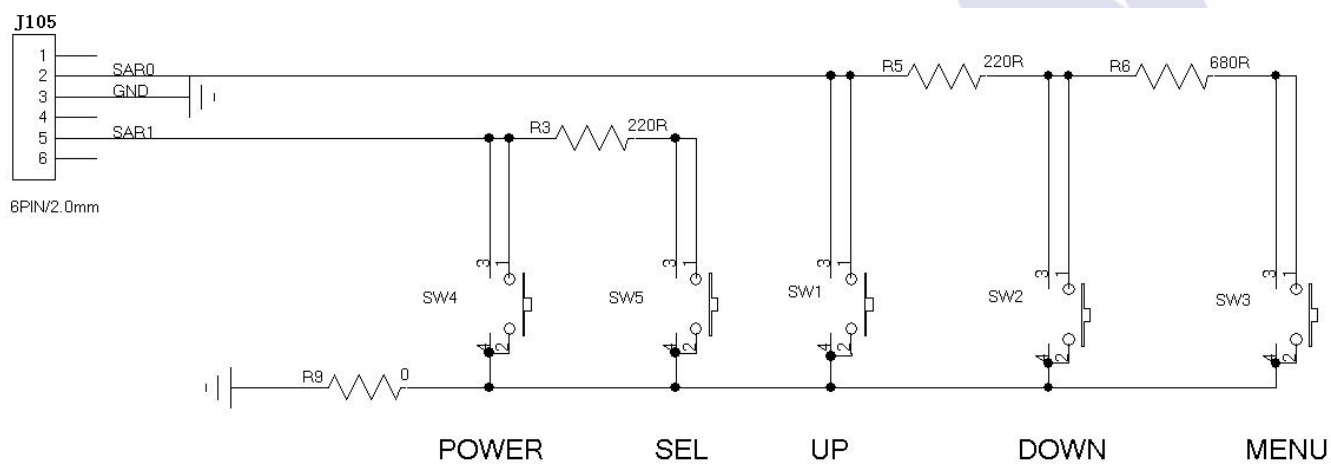 J105
1
2 SAR0
3 GND
4
5 SAR1
6
6PIN/2.0mm
R5 220R
R6 680R
R3 220R
3 1
3 1
3 1
3 1
3 1
SW4
SW5
SW1
SW2
SW3
4 2
4 2
4 2
4 2
4 2
R9 0
POWER SEL UP DOWN MENU